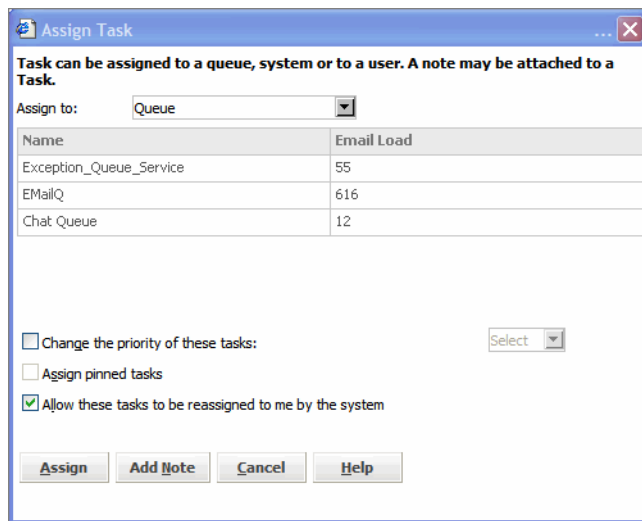 Assign Task
...
Task can be assigned to a queue, system or to a user. A note may be attached to a
Task.
Assign to: Queue
Name Email Load
Exception_Queue_Service 55
EMailQ 616
Chat Queue 12
Change the priority of these tasks: Select
Assign pinned tasks
Allow these tasks to be reassigned to me by the system
Assign Add Note Cancel Help